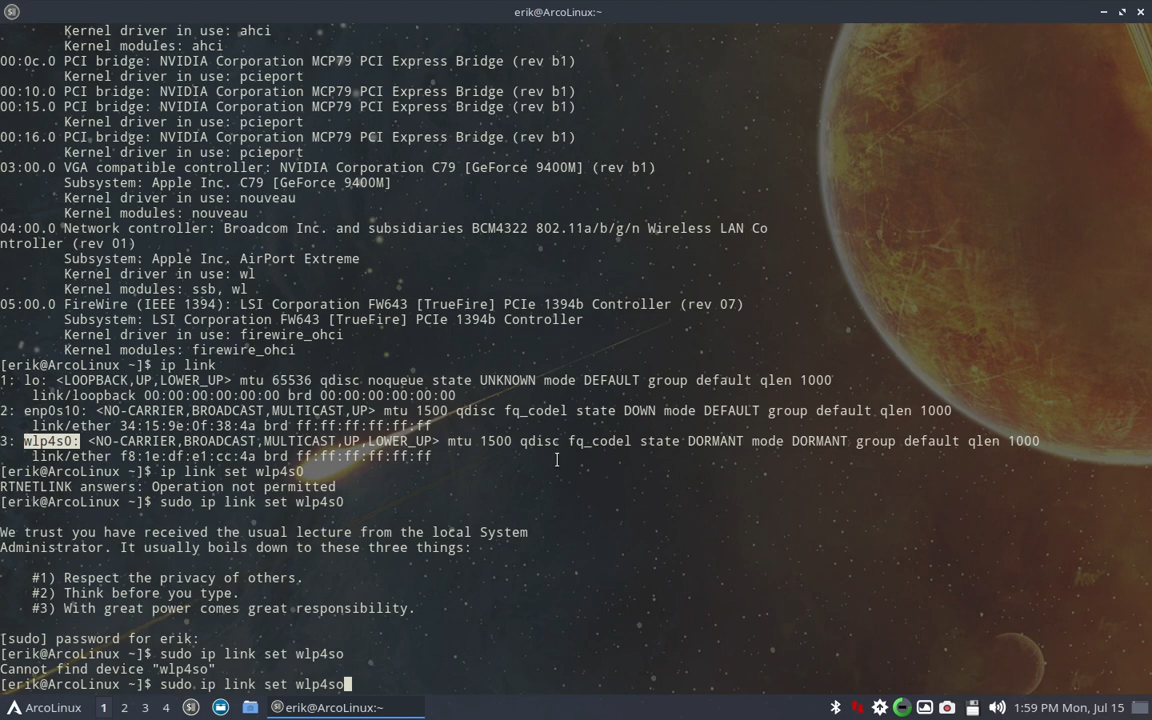 erik@ArcoLinux:~
Kernel driver in use: ahci
Kernel modules: ahci
00:0c.0 PCI bridge: NVIDIA Corporation MCP79 PCI Express Bridge (rev b1)
Kernel driver in use: pcieport
00:10.0 PCI bridge: NVIDIA Corporation MCP79 PCI Express Bridge (rev b1)
00:15.0 PCI bridge: NVIDIA Corporation MCP79 PCI Express Bridge (rev b1)
Kernel driver in use: pcieport
00:16.0 PCI bridge: NVIDIA Corporation MCP79 PCI Express Bridge (rev b1)
Kernel driver in use: pcieport
03:00.0 VGA compatible controller: NVIDIA Corporation C79 [GeForce 9400M] (rev b1)
Subsystem: Apple Inc. C79 [GeForce 9400M]
Kernel driver in use: nouveau
Kernel modules: nouveau
04:00.0 Network controller: Broadcom Inc. and subsidiaries BCM4322 802.11a/b/g/n Wireless LAN Co
ntroller (rev 01)
Subsystem: Apple Inc. AirPort Extreme
Kernel driver in use: wl
Kernel modules: ssb, wl
05:00.0 FireWire (IEEE 1394): LSI Corporation FW643 [TrueFire] PCIe 1394b Controller (rev 07)
Subsystem: LSI Corporation FW643 [TrueFire] PCIe 1394b Controller
Kernel driver in use: firewire_ohci
Kernel modules: firewire_ohci
[erik@ArcoLinux ~]$ ip link
1: lo: <LOOPBACK,UP,LOWER_UP> mtu 65536 qdisc noqueue state UNKNOWN mode DEFAULT group default qlen 1000
link/loopback 00:00:00:00:00:00 brd 00:00:00:00:00:00
2: enp0s10: <NO-CARRIER,BROADCAST,MULTICAST,UP> mtu 1500 qdisc fq_codel state DOWN mode DEFAULT group default qlen 1000
link/ether 34:15:9e:0f:38:4a brd ff:ff:ff:ff:ff:ff
3: wlp4s0: <NO-CARRIER,BROADCAST,MULTICAST,UP,LOWER_UP> mtu 1500 qdisc fq_codel state DORMANT mode DORMANT group default qlen 1000
link/ether f8:1e:df:e1:cc:4a brd ff:ff:ff:ff:ff:ff
[erik@ArcoLinux ~]$ ip link set wlp4s0
RTNETLINK answers: Operation not permitted
[erik@ArcoLinux ~]$ sudo ip link set wlp4s0
We trust you have received the usual lecture from the local System
Administrator. It usually boils down to these three things:
#1) Respect the privacy of others.
#2) Think before you type.
#3) With great power comes great responsibility.
[sudo] password for erik:
[erik@ArcoLinux ~]$ sudo ip link set wlp4so
Cannot find device "wlp4so"
[erik@ArcoLinux ~]$ sudo ip link set wlp4so
ArcoLinux 1 2 3 4 erik@ArcoLinux:~ 1:59 PM Mon, Jul 15